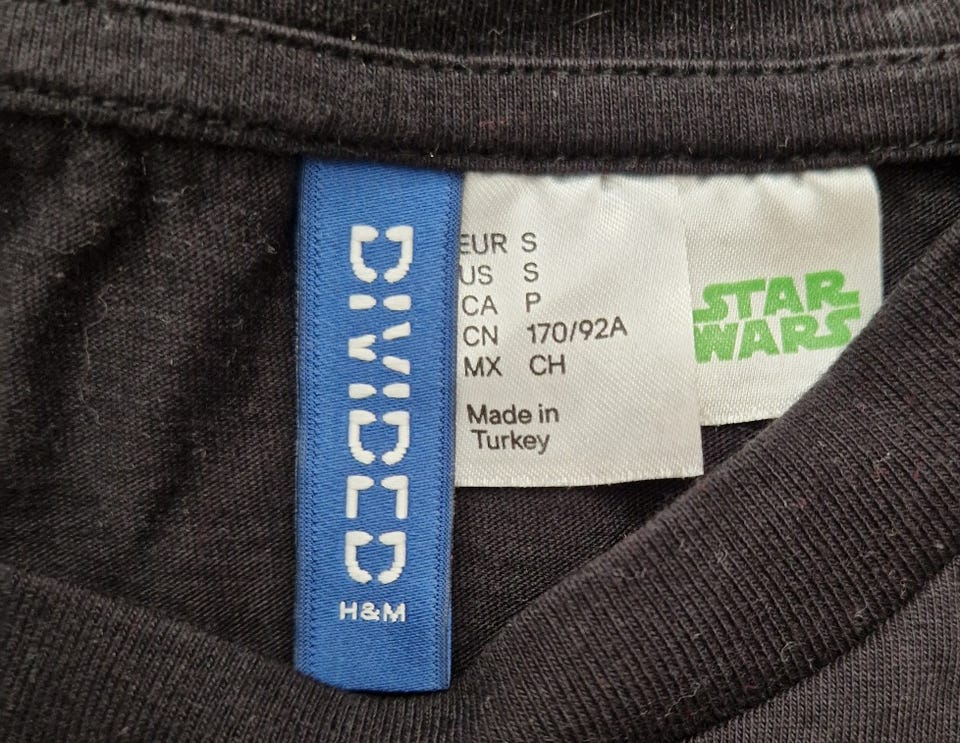 DIVIDED
H&M
EUR S
US S
CA P
CN 170/92A
MX CH
Made in
Turkey
STAR
WARS